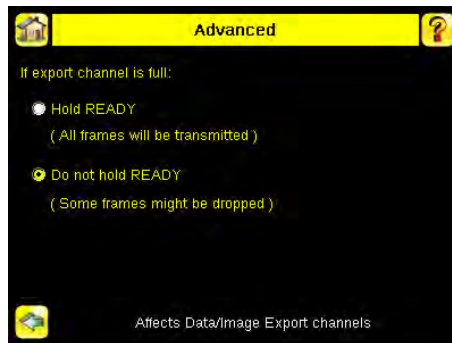 Advanced
?
If export channel is full:
Hold READY
( All frames will be transmitted )
Do not hold READY
( Some frames might be dropped )
Affects Data/Image Export channels